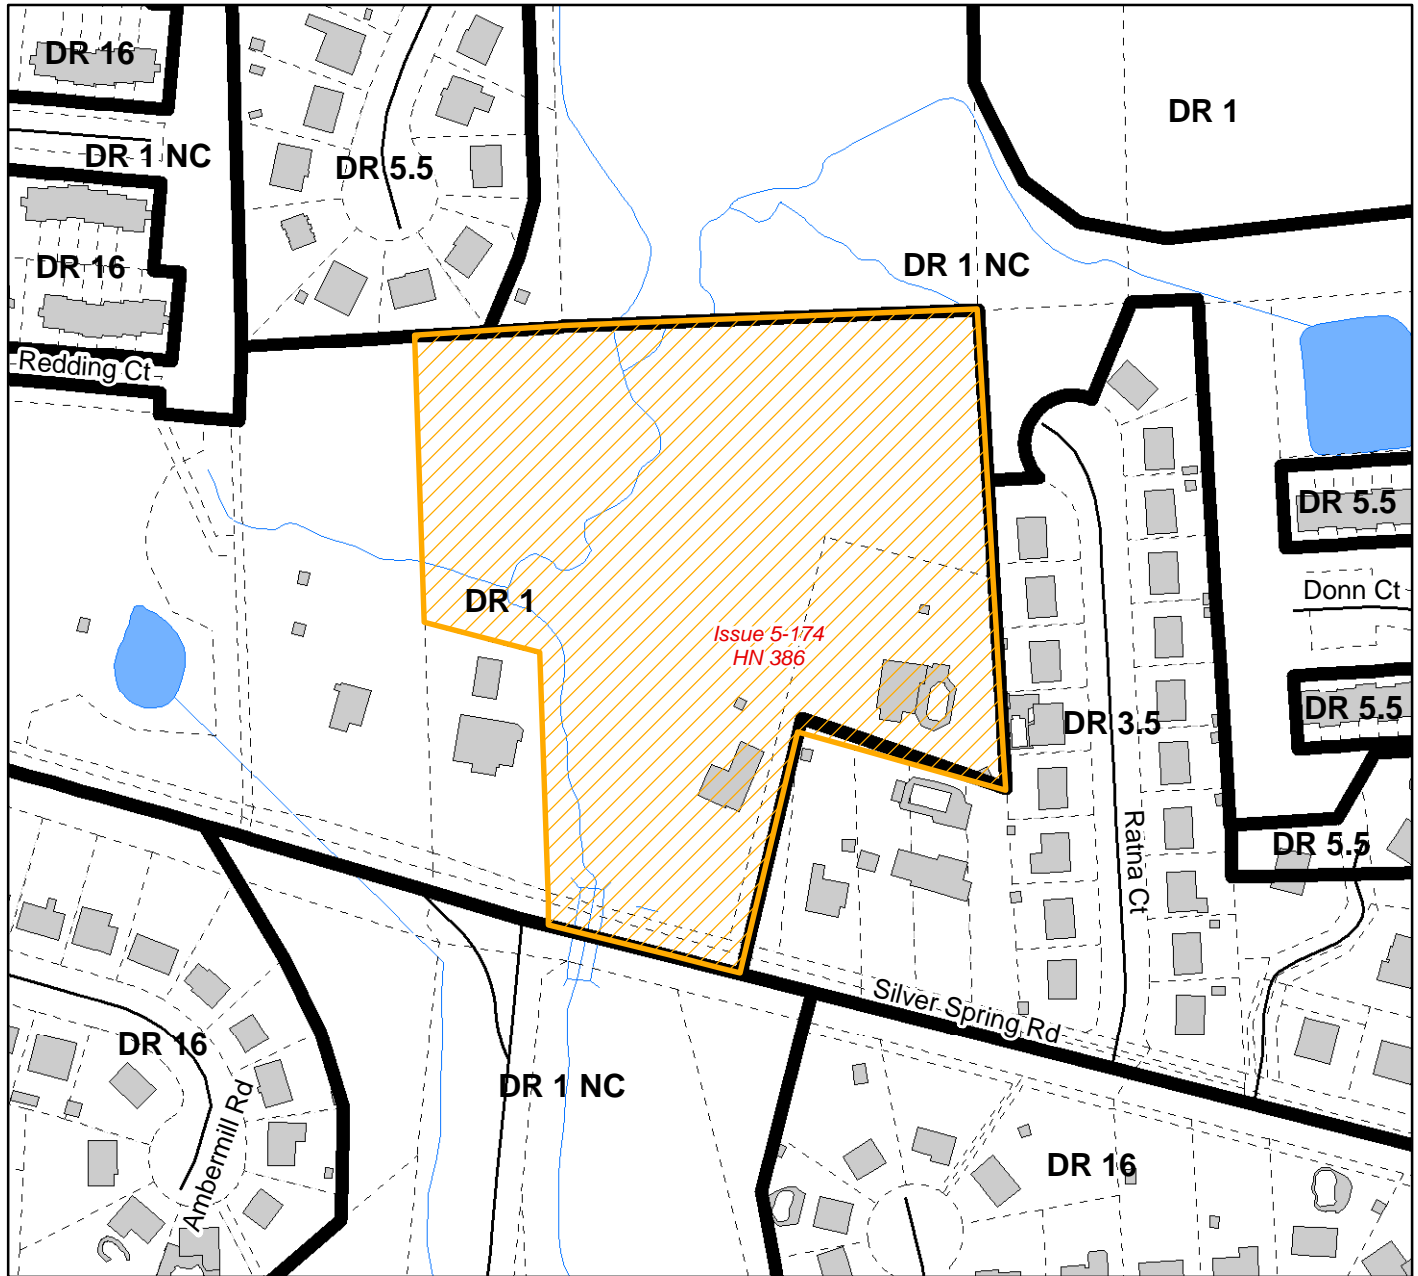 DR 16
DR 1
DR 1 NC
DR 5.5
DR 1 NC
DR 16
Redding Ct
DR 5.5
Donn Ct
DR 1
Issue 5-174
HN 386
DR 5.5
DR 3.5
Ratna Ct
DR 5.5
Silver Spring Rd
DR 16
DR 1 NC
Ambermill Rd
DR 16